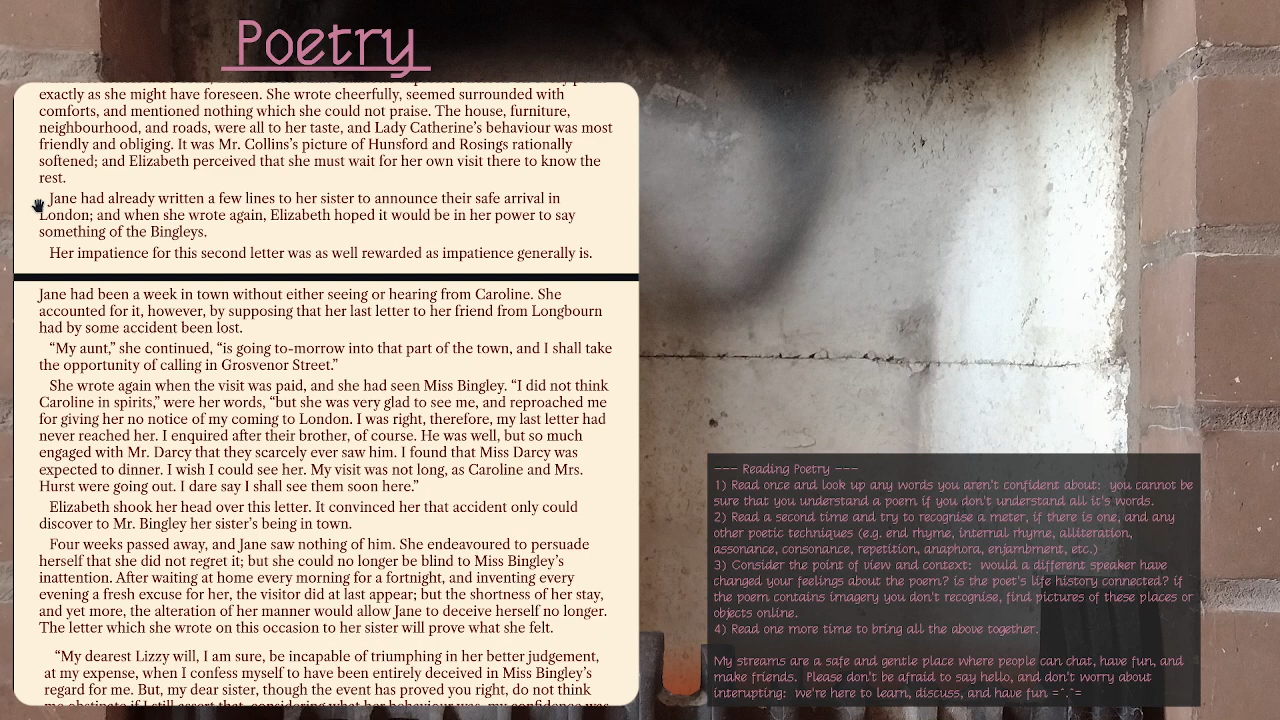 Poetry
exactly as she might have foreseen. She wrote cheerfully, seemed surrounded with
comforts, and mentioned nothing which she could not praise. The house, furniture,
neighbourhood, and roads, were all to her taste, and Lady Catherine’s behaviour was most
friendly and obliging. It was Mr. Collins’s picture of Hunsford and Rosings rationally
softened; and Elizabeth perceived that she must wait for her own visit there to know the
rest.
Jane had already written a few lines to her sister to announce their safe arrival in
London; and when she wrote again, Elizabeth hoped it would be in her power to say
something of the Bingleys.
Her impatience for this second letter was as well rewarded as impatience generally is.
Jane had been a week in town without either seeing or hearing from Caroline. She
accounted for it, however, by supposing that her last letter to her friend from Longbourn
had by some accident been lost.
“My aunt,” she continued, “is going to-morrow into that part of the town, and I shall take
the opportunity of calling in Grosvenor Street.”
She wrote again when the visit was paid, and she had seen Miss Bingley. “I did not think
Caroline in spirits,” were her words, “but she was very glad to see me, and reproached me
for giving her no notice of my coming to London. I was right, therefore, my last letter had
never reached her. I enquired after their brother, of course. He was well, but so much
engaged with Mr. Darcy that they scarcely ever saw him. I found that Miss Darcy was
expected to dinner. I wish I could see her. My visit was not long, as Caroline and Mrs.
Hurst were going out. I dare say I shall see them soon here.”
Elizabeth shook her head over this letter. It convinced her that accident only could
discover to Mr. Bingley her sister’s being in town.
Four weeks passed away, and Jane saw nothing of him. She endeavoured to persuade
herself that she did not regret it; but she could no longer be blind to Miss Bingley’s
inattention. After waiting at home every morning for a fortnight, and inventing every
evening a fresh excuse for her, the visitor did at last appear; but the shortness of her stay,
and yet more, the alteration of her manner would allow Jane to deceive herself no longer.
The letter which she wrote on this occasion to her sister will prove what she felt.
“My dearest Lizzy will, I am sure, be incapable of triumphing in her better judgement,
at my expense, when I confess myself to have been entirely deceived in Miss Bingley’s
regard for me. But, my dear sister, though the event has proved you right, do not think
me obstinate if I still assert that, considering what her behaviour was, my confidence was
--- Reading Poetry ---
1) Read once and look up any words you aren't confident about: you cannot be
sure that you understand a poem if you don't understand all it's words.
2) Read a second time and try to recognise a meter, if there is one, and any
other poetic techniques (e.g. end rhyme, internal rhyme, alliteration,
assonance, consonance, repetition, anaphora, enjambment, etc.)
3) Consider the point of view and context: would a different speaker have
changed your feelings about the poem? is the poet's life history connected? if
the poem contains imagery you don't recognise, find pictures of these places or
objects online.
4) Read one more time to bring all the above together.
My streams are a safe and gentle place where people can chat, have fun, and
make friends. Please don't be afraid to say hello, and don't worry about
interupting: we're here to learn, discuss, and have fun =^.^=